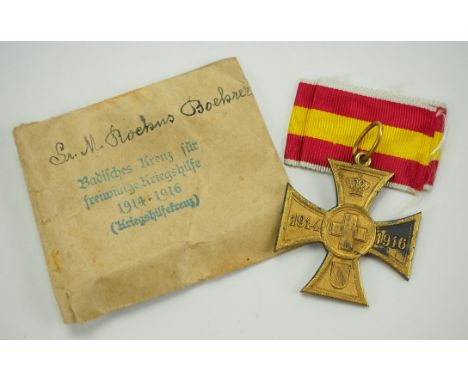 Sr. M. Rochus Boehrer
Badisches Kreuz für
freiwillige Kriegshilfe
1914-1916
(Kriegshilfekreuz)
1914
1916